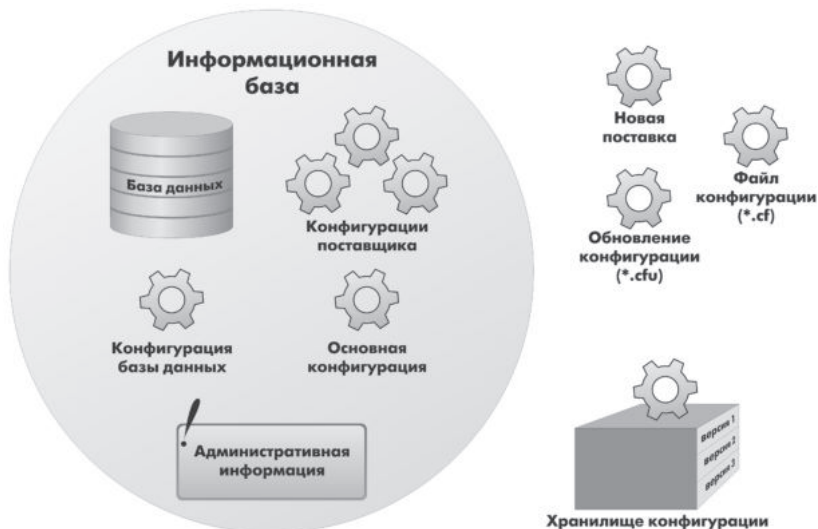 Информационная
база
База данных
Конфигурации
поставщика
Конфигурация
базы данных
Основная
конфигурация
Административная
информация
Новая
поставка
Файл
конфигурации
(*.cf)
Обновление
конфигурации
(*.cfu)
версия 1
версия 2
версия 3
Хранилище конфигурации